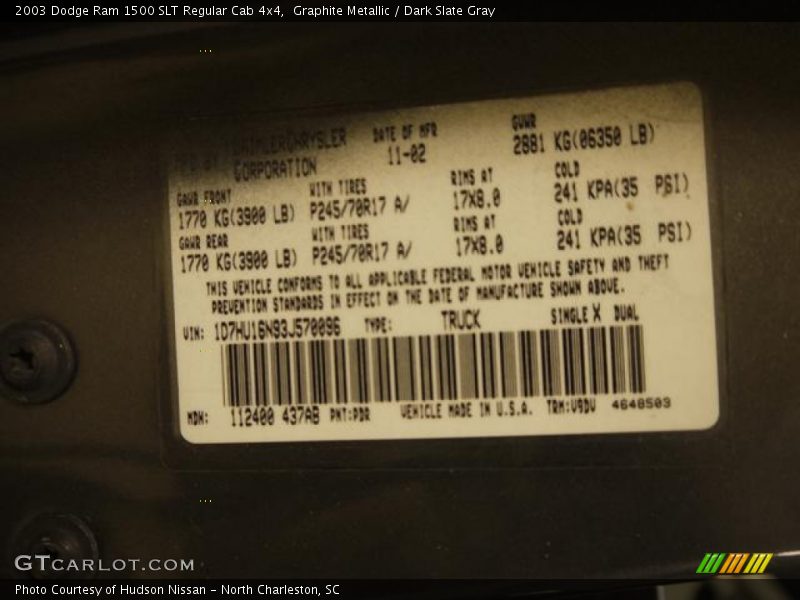 2003 Dodge Ram 1500 SLT Regular Cab 4x4,  Graphite Metallic / Dark Slate Gray
DAIMLERCHRYSLER CORPORATION
DATE OF MFR
11-02
GVWR
2881 KG(06350 LB)
GAWR FRONT
1770 KG(3900 LB)
WITH TIRES
P245/70R17 A/
RIMS AT
17X8.0
COLD
241 KPA(35 PSI)
GAWR REAR
1770 KG(3900 LB)
WITH TIRES
P245/70R17 A/
RIMS AT
17X8.0
COLD
241 KPA(35 PSI)
THIS VEHICLE CONFORMS TO ALL APPLICABLE FEDERAL MOTOR VEHICLE SAFETY AND THEFT
PREVENTION STANDARDS IN EFFECT ON THE DATE OF MANUFACTURE SHOWN ABOVE.
VIN: 1D7HU16N93J570096 TYPE: TRUCK SINGLE X DUAL
MDH: 112400 437AB PNT:PDR VEHICLE MADE IN U.S.A. TRM:V9DV 4648503
GTCARLOT.COM
Photo Courtesy of Hudson Nissan - North Charleston, SC